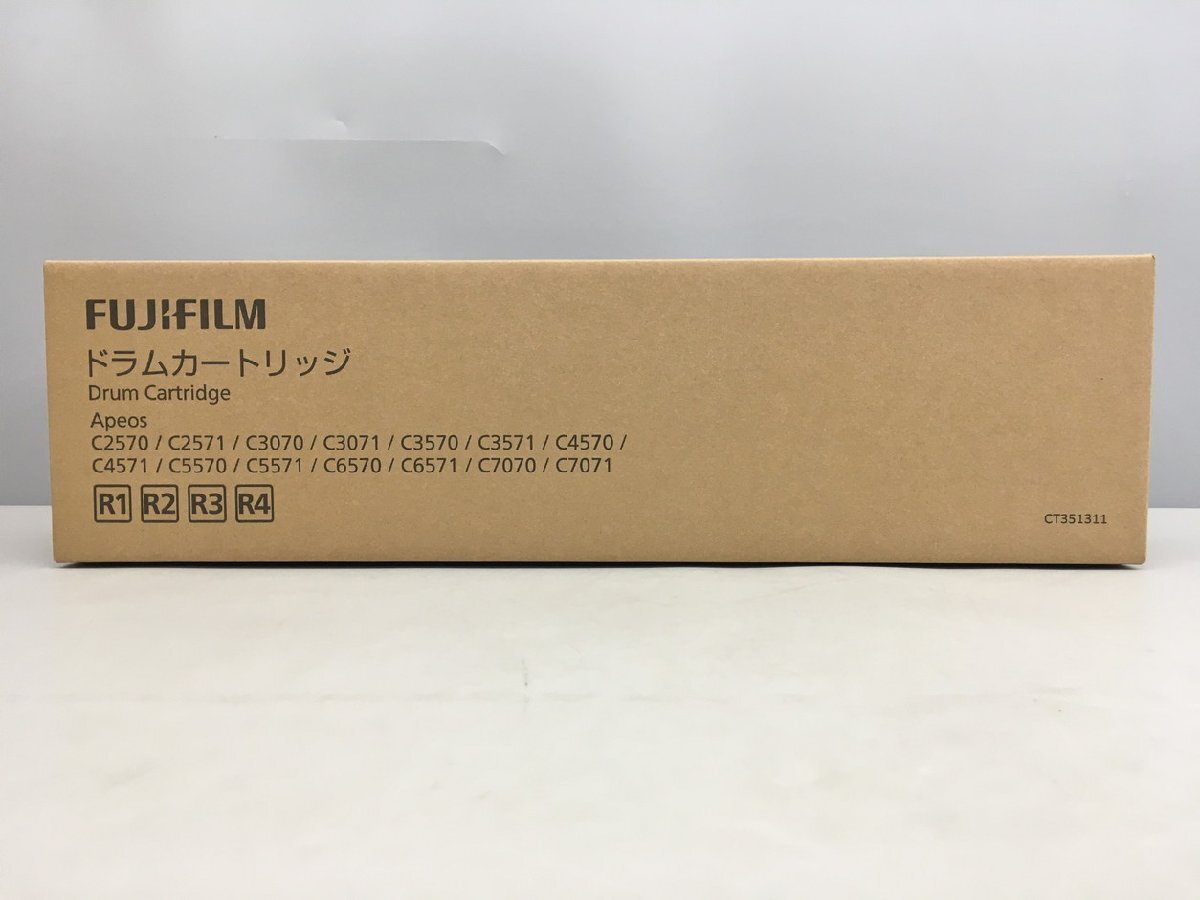 FUJIFILM
ドラムカートリッジ
Drum Cartridge
Apeos
C2570 / C2571 / C3070 / C3071 / C3570 / C3571 / C4570 /
C4571 / C5570 / C5571 / C6570 / C6571 / C7070 / C7071
R1 R2 R3 R4
CT351311